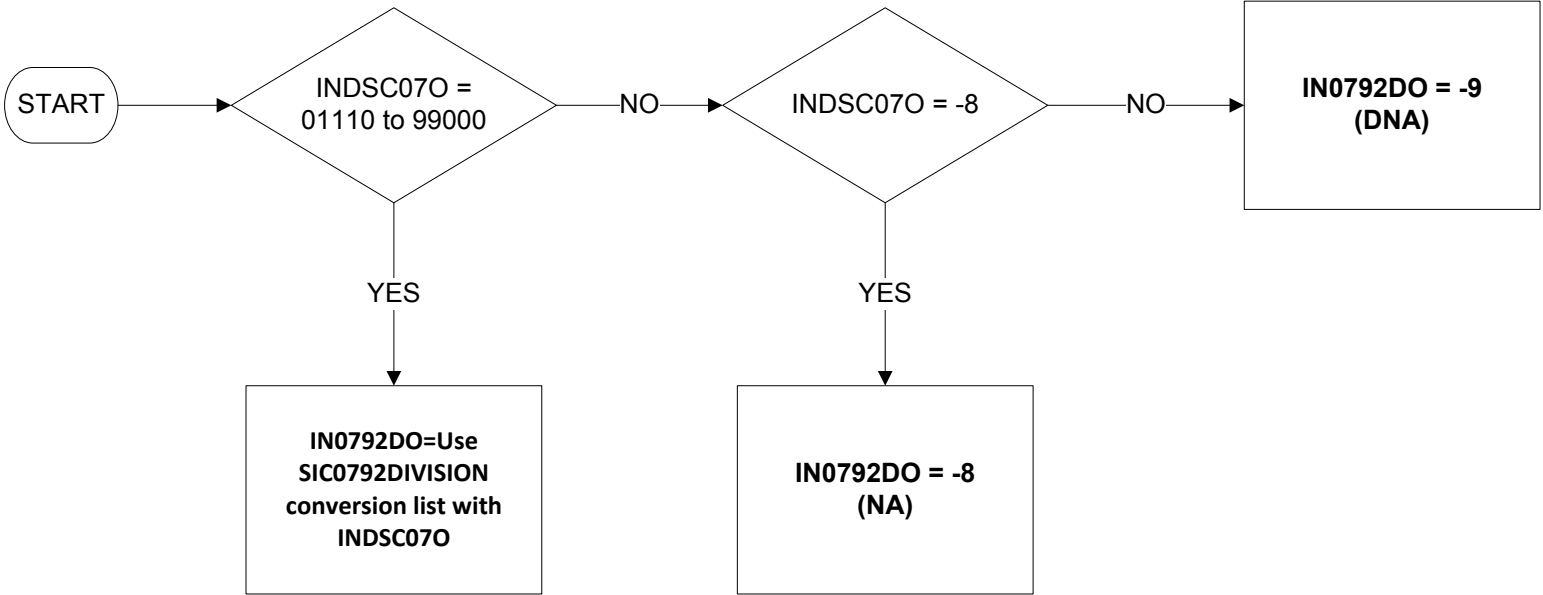 START
INDSC07O =
01110 to 99000
NO
INDSC07O = -8
NO
IN0792DO = -9
(DNA)
YES
YES
IN0792DO=Use
SIC0792DIVISION
conversion list with
INDSC07O
IN0792DO = -8
(NA)